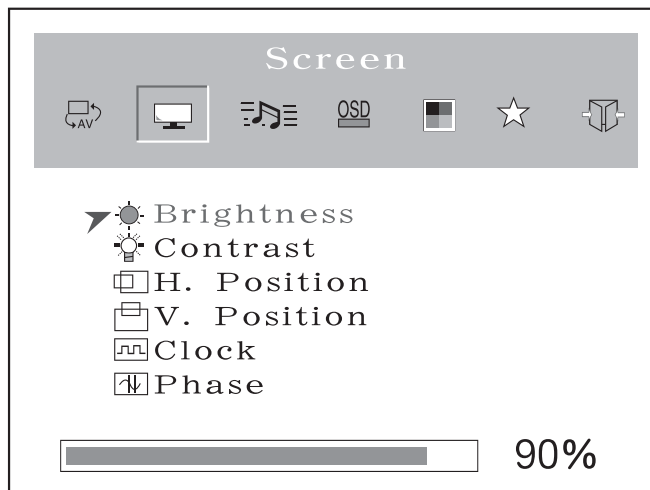 Screen
AV OSD
Brightness
Contrast
H. Position
V. Position
Clock
Phase
90%